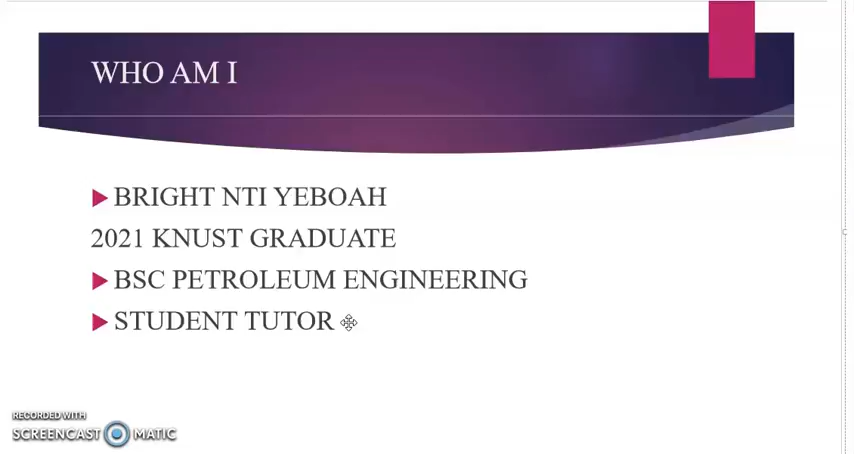 WHO AM I
BRIGHT NTI YEBOAH
2021 KNUST GRADUATE
BSC PETROLEUM ENGINEERING
STUDENT TUTOR
RECORDED WITH
SCREENCAST MATIC